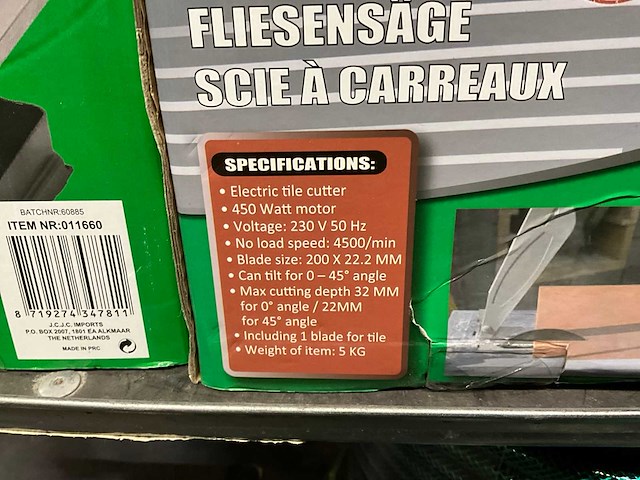 FLIESENSÄGE
SCIE À CARREAUX
SPECIFICATIONS:
• Electric tile cutter
• 450 Watt motor
• Voltage: 230 V 50 Hz
• No load speed: 4500/min
• Blade size: 200 X 22.2 MM
• Can tilt for 0 – 45° angle
• Max cutting depth 32 MM
for 0° angle / 22MM
for 45° angle
• Including 1 blade for tile
• Weight of item: 5 KG
BATCHNR:60885
ITEM NR:011660
8 719274 347811
J.C.J.C. IMPORTS
P.O. BOX 2007, 1801 EA ALKMAAR
THE NETHERLANDS
MADE IN PRC